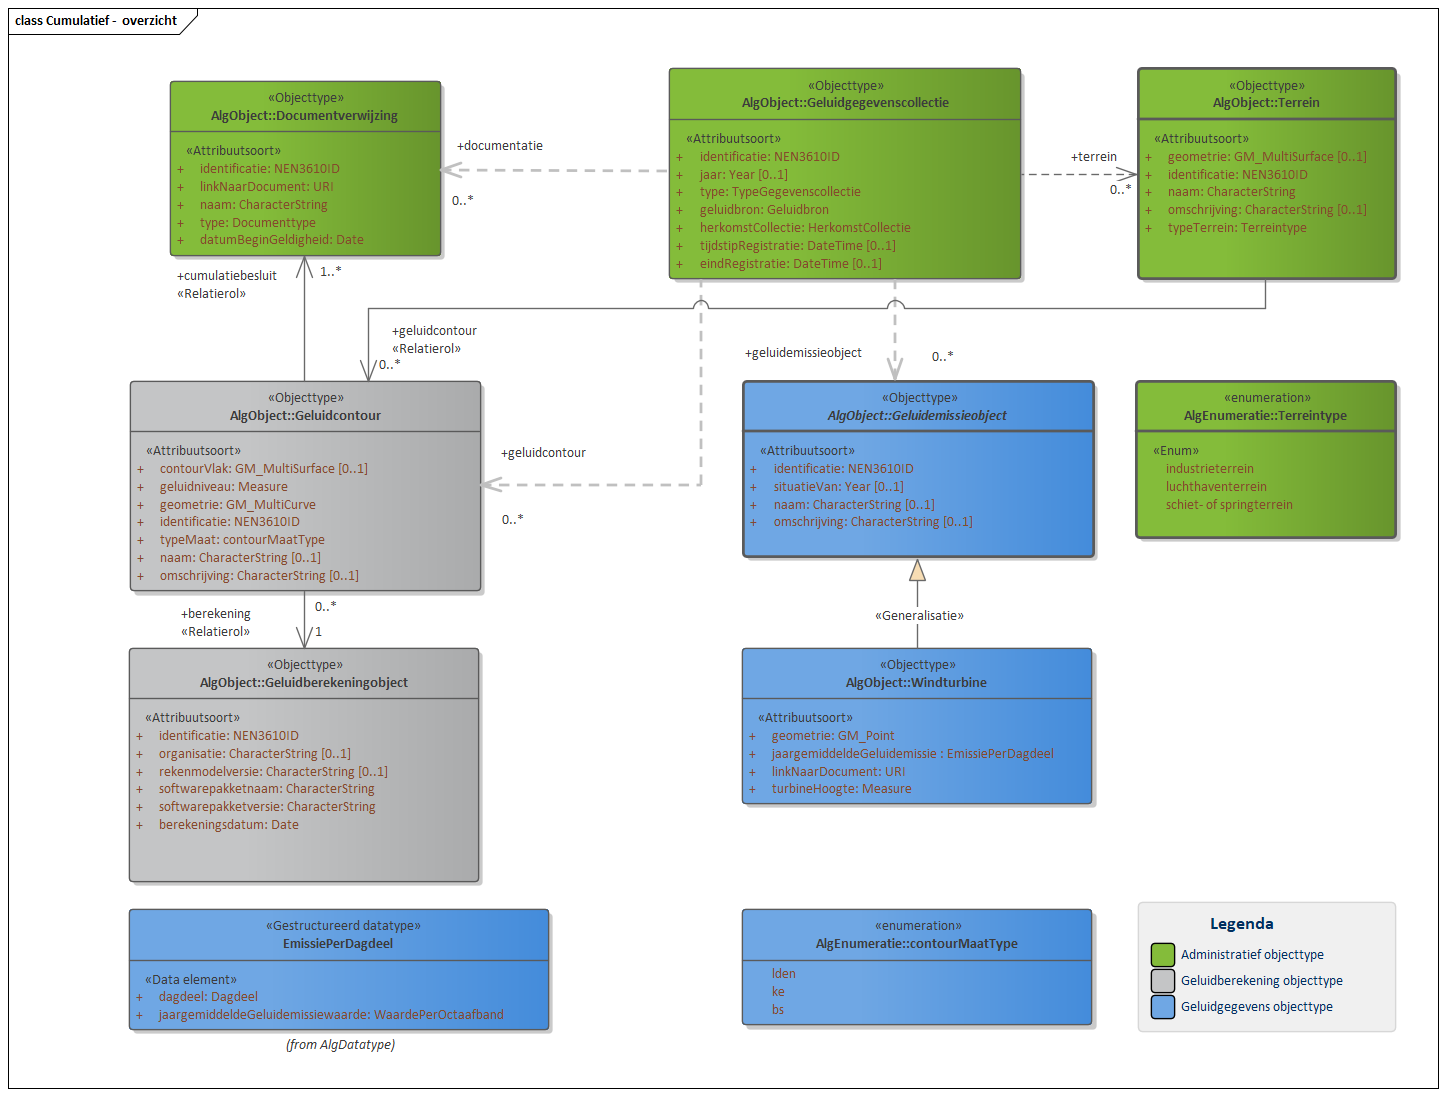 class Cumulatief - overzicht
«Objecttype»
AlgObject::Documentverwijzing
«Attribuutsoort»
+ identificatie: NEN3610ID
+ linkNaarDocument: URI
+ naam: CharacterString
+ type: Documenttype
+ datumBeginGeldigheid: Date
+documentatie
0..*
«Objecttype»
AlgObject::Geluidgegevenscollectie
«Attribuutsoort»
+ identificatie: NEN3610ID
+ jaar: Year [0..1]
+ type: TypeGegevenscollectie
+ geluidbron: Geluidbron
+ herkomstCollectie: HerkomstCollectie
+ tijdstipRegistratie: DateTime [0..1]
+ eindRegistratie: DateTime [0..1]
+terrein
0..*
«Objecttype»
AlgObject::Terrein
«Attribuutsoort»
+ geometrie: GM_MultiSurface [0..1]
+ identificatie: NEN3610ID
+ naam: CharacterString
+ omschrijving: CharacterString [0..1]
+ typeTerrein: Terreintype
+cumulatiebesluit
«Relatierol»
1..*
+geluidcontour
«Relatierol»
0..*
+geluidemissieobject
0..*
«Objecttype»
AlgObject::Geluidcontour
«Attribuutsoort»
+ contourVlak: GM_MultiSurface [0..1]
+ geluidniveau: Measure
+ geometrie: GM_MultiCurve
+ identificatie: NEN3610ID
+ typeMaat: contourMaatType
+ naam: CharacterString [0..1]
+ omschrijving: CharacterString [0..1]
+geluidcontour
0..*
«Objecttype»
AlgObject::Geluidemissieobject
«Attribuutsoort»
+ identificatie: NEN3610ID
+ situatieVan: Year [0..1]
+ naam: CharacterString [0..1]
+ omschrijving: CharacterString [0..1]
«enumeration»
AlgEnumeratie::Terreintype
«Enum»
industrieterrein
luchthaventerrein
schiet- of springterrein
+berekening
«Relatierol»
0..*
1
«Generalisatie»
«Objecttype»
AlgObject::Geluidberekeningobject
«Attribuutsoort»
+ identificatie: NEN3610ID
+ organisatie: CharacterString [0..1]
+ rekenmodelversie: CharacterString [0..1]
+ softwarepakketnaam: CharacterString
+ softwarepakketversie: CharacterString
+ berekeningsdatum: Date
«Objecttype»
AlgObject::Windturbine
«Attribuutsoort»
+ geometrie: GM_Point
+ jaargemiddeldeGeluidemissie : EmissiePerDagdeel
+ linkNaarDocument: URI
+ turbineHoogte: Measure
«Gestructureerd datatype»
EmissiePerDagdeel
«Data element»
+ dagdeel: Dagdeel
+ jaargemiddeldeGeluidemissiewaarde: WaardePerOctaafband
(from AlgDatatype)
«enumeration»
AlgEnumeratie::contourMaatType
lden
ke
bs
Legenda
Administratief objecttype
Geluidberekening objecttype
Geluidgegevens objecttype